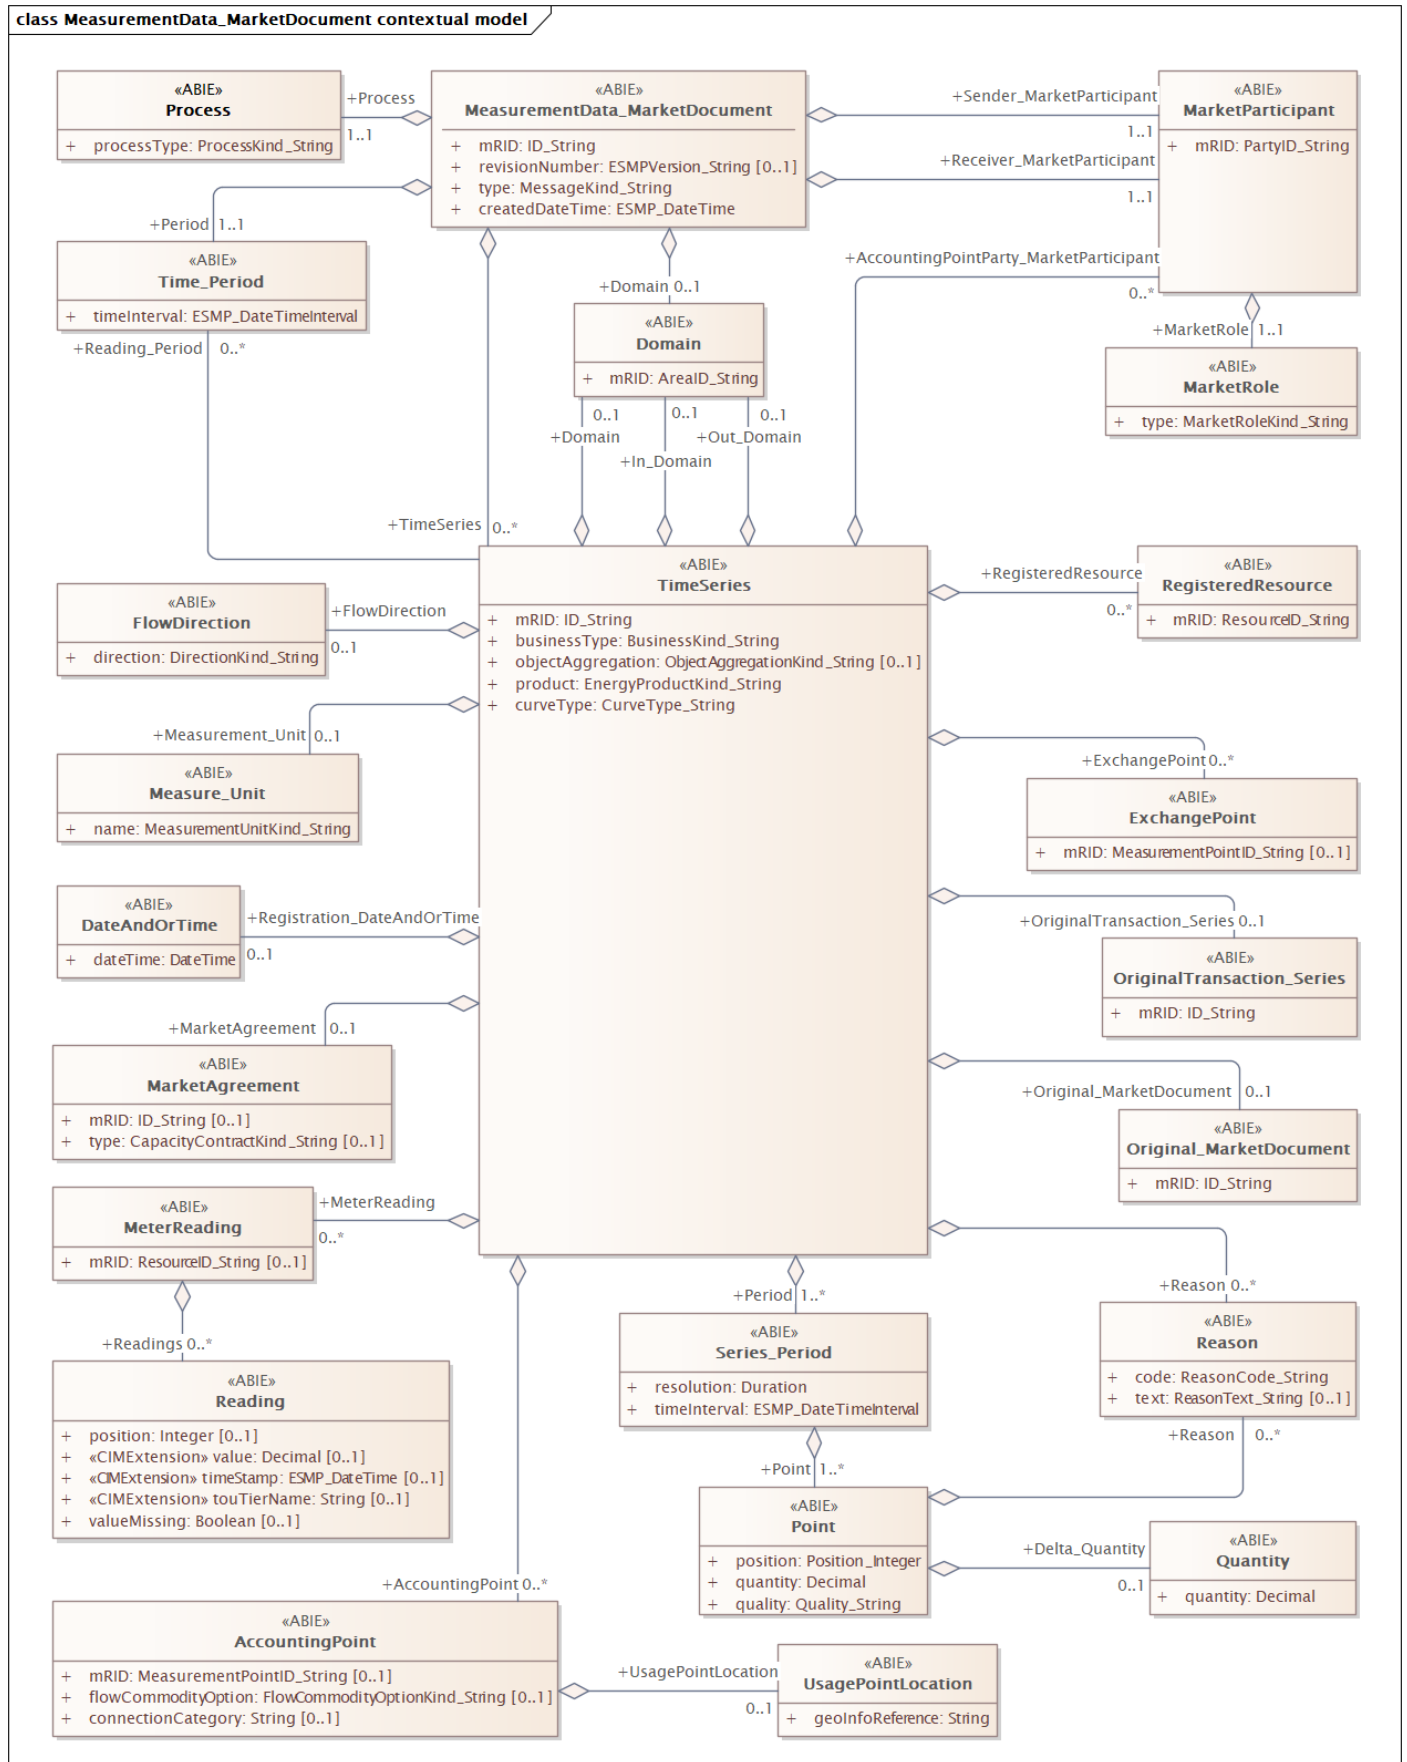 class MeasurementData_MarketDocument contextual model
«ABIE»
Process
+ processType: ProcessKind_String
+Process
1..1
«ABIE»
MeasurementData_MarketDocument
+ mRID: ID_String
+ revisionNumber: ESMPVersion_String [0..1]
+ type: MessageKind_String
+ createdDateTime: ESMP_DateTime
+Sender_MarketParticipant
1..1
+Receiver_MarketParticipant
1..1
«ABIE»
MarketParticipant
+ mRID: PartyID_String
+Period 1..1
«ABIE»
Time_Period
+ timeInterval: ESMP_DateTimeInterval
+Reading_Period 0..*
+Domain 0..1
«ABIE»
Domain
+ mRID: AreaID_String
0..1
+Domain
0..1
+In_Domain
0..1
+Out_Domain
+AccountingPointParty_MarketParticipant
0..*
+MarketRole 1..1
«ABIE»
MarketRole
+ type: MarketRoleKind_String
+TimeSeries 0..*
«ABIE»
TimeSeries
+ mRID: ID_String
+ businessType: BusinessKind_String
+ objectAggregation: ObjectAggregationKind_String [0..1]
+ product: EnergyProductKind_String
+ curveType: CurveType_String
+RegisteredResource
0..*
«ABIE»
RegisteredResource
+ mRID: ResourceID_String
«ABIE»
FlowDirection
+ direction: DirectionKind_String
+FlowDirection
0..1
+Measurement_Unit 0..1
«ABIE»
Measure_Unit
+ name: MeasurementUnitKind_String
+ExchangePoint 0..*
«ABIE»
ExchangePoint
+ mRID: MeasurementPointID_String [0..1]
«ABIE»
DateAndOrTime
+ dateTime: DateTime
+Registration_DateAndOrTime
0..1
+OriginalTransaction_Series 0..1
«ABIE»
OriginalTransaction_Series
+ mRID: ID_String
+MarketAgreement 0..1
«ABIE»
MarketAgreement
+ mRID: ID_String [0..1]
+ type: CapacityContractKind_String [0..1]
+Original_MarketDocument 0..1
«ABIE»
Original_MarketDocument
+ mRID: ID_String
«ABIE»
MeterReading
+ mRID: ResourceID_String [0..1]
+MeterReading
0..*
+Readings 0..*
«ABIE»
Reading
+ position: Integer [0..1]
+ «CIMExtension» value: Decimal [0..1]
+ «CIMExtension» timeStamp: ESMP_DateTime [0..1]
+ «CIMExtension» touTierName: String [0..1]
+ valueMissing: Boolean [0..1]
+Period 1..*
«ABIE»
Series_Period
+ resolution: Duration
+ timeInterval: ESMP_DateTimeInterval
+Reason 0..*
«ABIE»
Reason
+ code: ReasonCode_String
+ text: ReasonText_String [0..1]
+Reason 0..*
+Point 1..*
«ABIE»
Point
+ position: Position_Integer
+ quantity: Decimal
+ quality: Quality_String
+Delta_Quantity
0..1
«ABIE»
Quantity
+ quantity: Decimal
+AccountingPoint 0..*
«ABIE»
AccountingPoint
+ mRID: MeasurementPointID_String [0..1]
+ flowCommodityOption: FlowCommodityOptionKind_String [0..1]
+ connectionCategory: String [0..1]
+UsagePointLocation
0..1
«ABIE»
UsagePointLocation
+ geoInfoReference: String